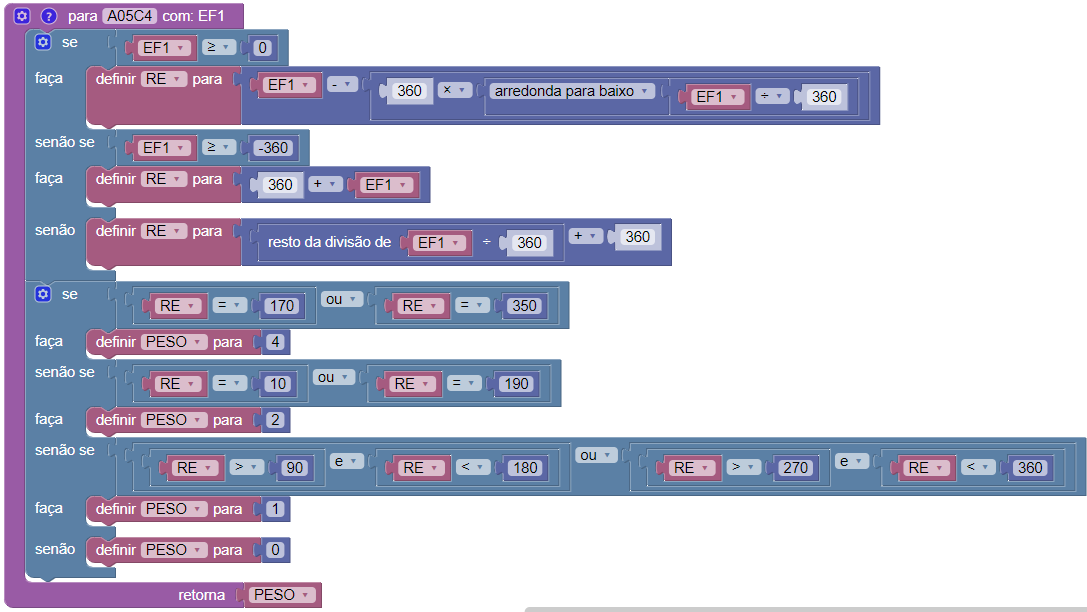 para A05C4 com: EF1
se EF1 ≥ 0
faça definir RE para EF1 - 360 × arredonda para baixo EF1 ÷ 360
senão se EF1 ≥ -360
faça definir RE para 360 + EF1
senão definir RE para resto da divisão de EF1 ÷ 360 + 360
se RE = 170 ou RE = 350
faça definir PESO para 4
senão se RE = 10 ou RE = 190
faça definir PESO para 2
senão se RE > 90 e RE < 180 ou RE > 270 e RE < 360
faça definir PESO para 1
senão definir PESO para 0
retorna PESO